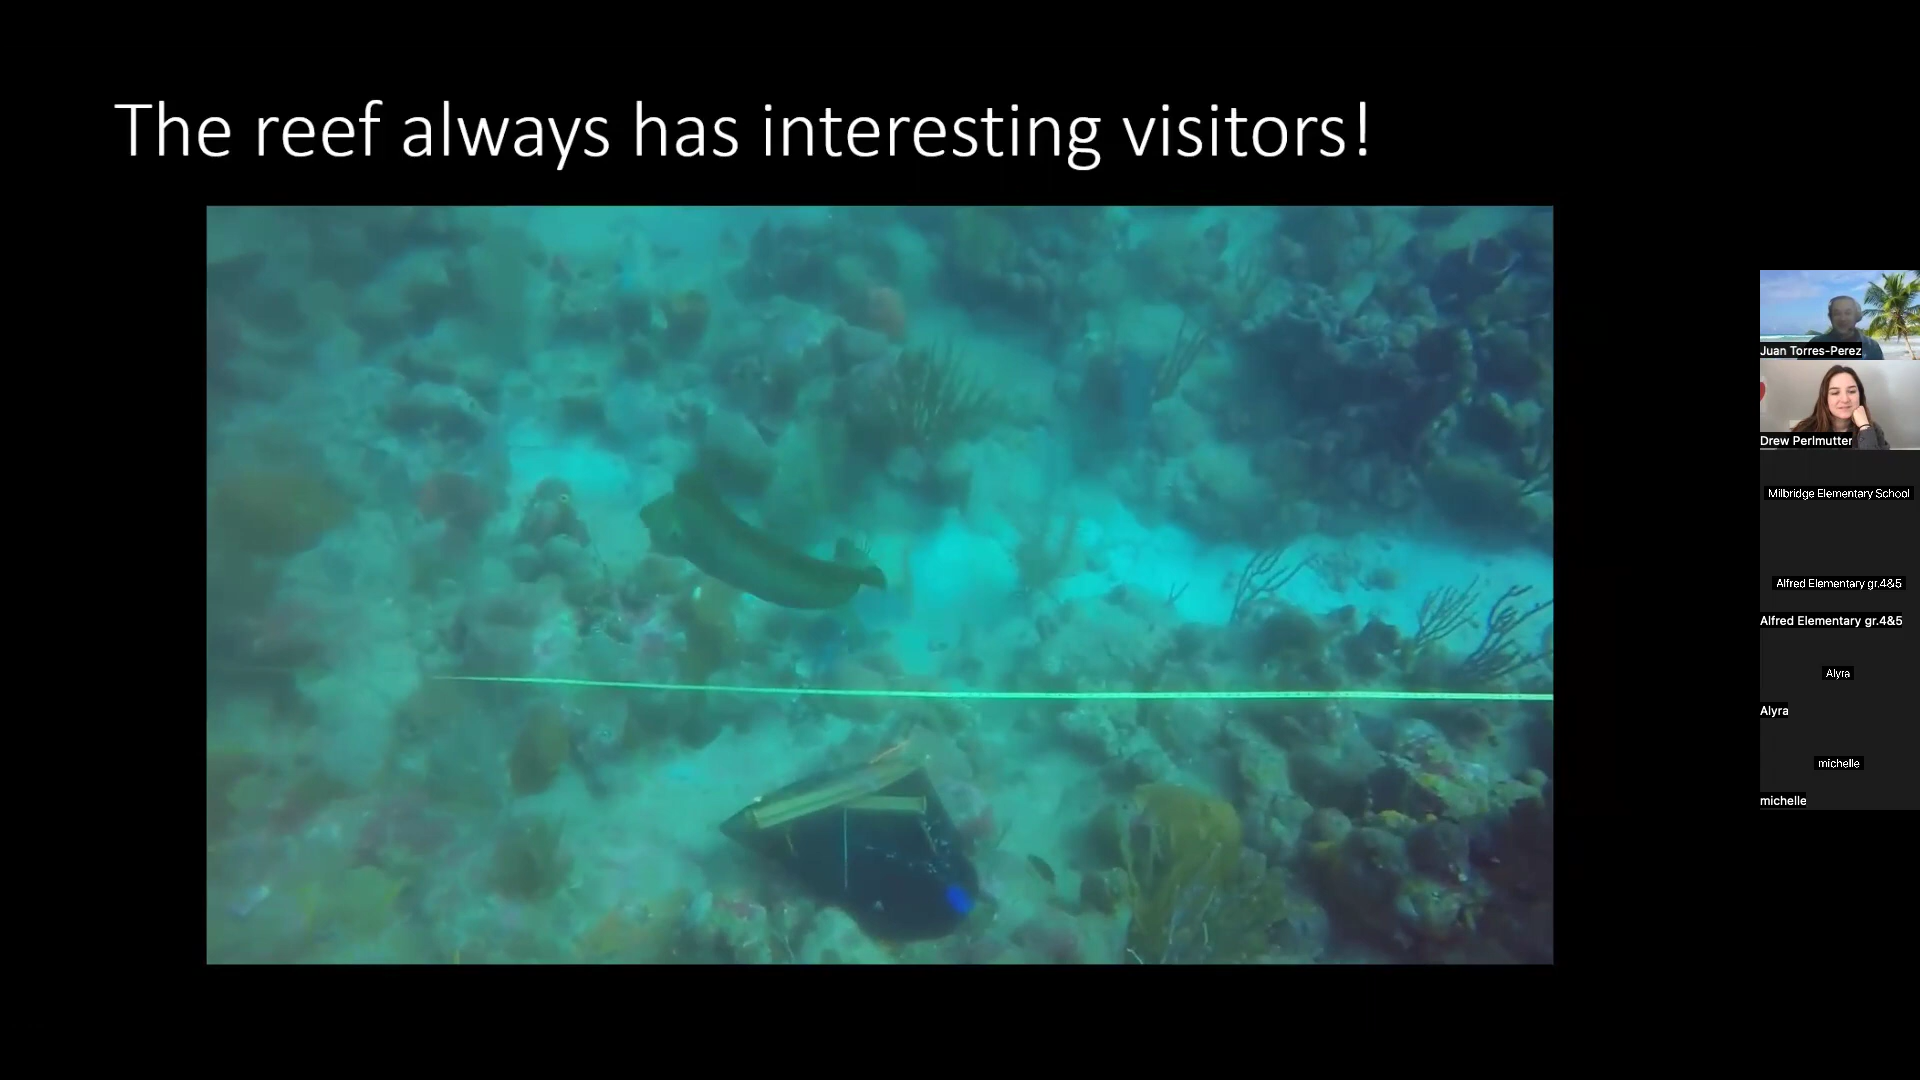 The reef always has interesting visitors!
Juan Torres-Perez
Drew Perlmutter
Milbridge Elementary School
Alfred Elementary gr.4&5
Alfred Elementary gr.4&5
Alyra
Alyra
michelle
michelle